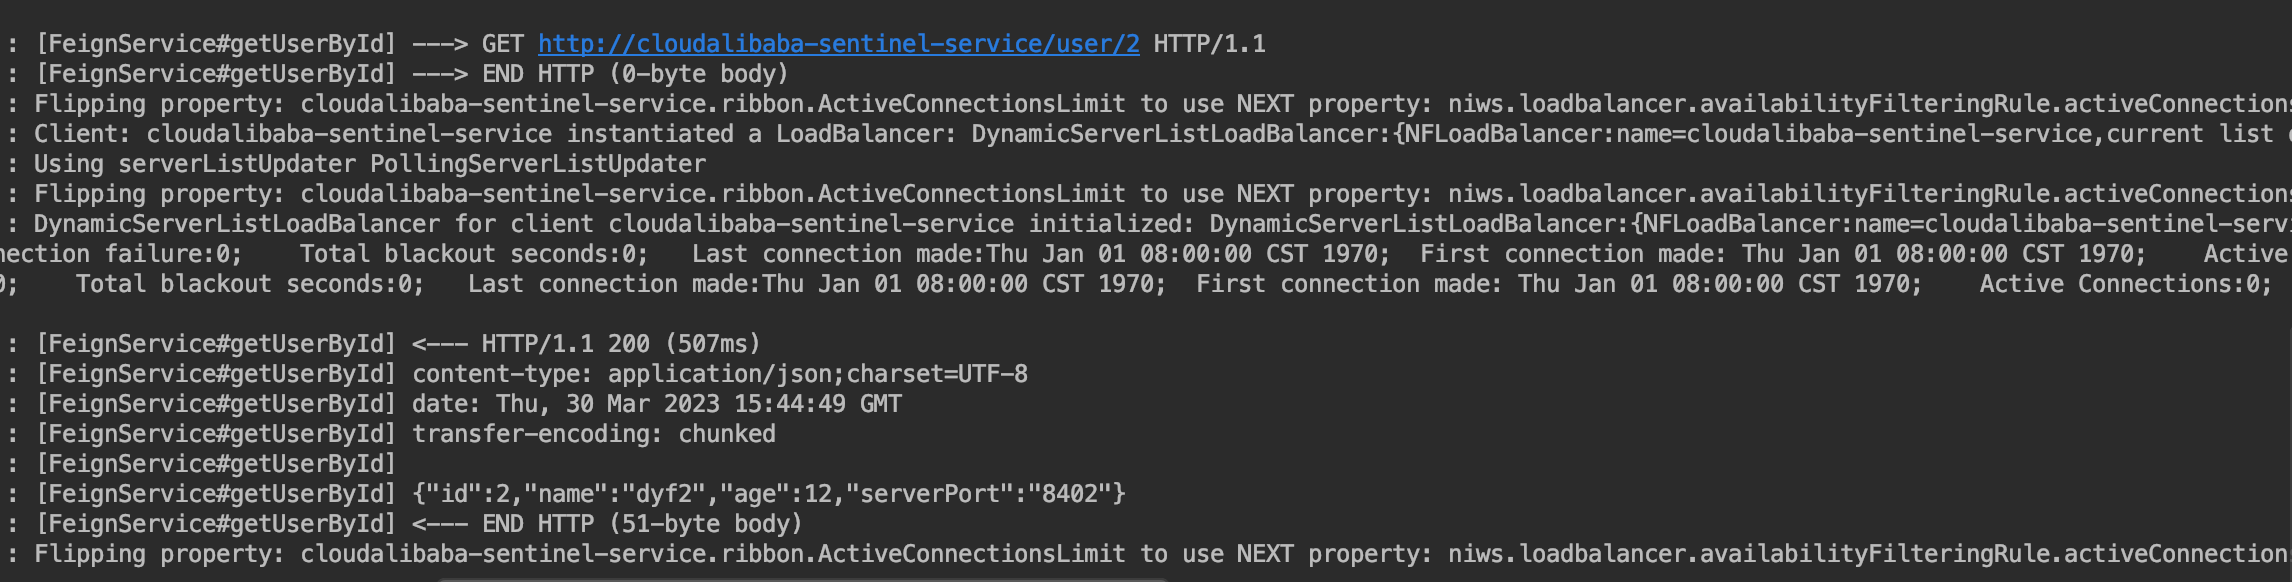 : [FeignService#getUserById] ---> GET http://cloudalibaba-sentinel-service/user/2 HTTP/1.1
: [FeignService#getUserById] ---> END HTTP (0-byte body)
: Flipping property: cloudalibaba-sentinel-service.ribbon.ActiveConnectionsLimit to use NEXT property: niws.loadbalancer.availabilityFilteringRule.activeConnections
: Client: cloudalibaba-sentinel-service instantiated a LoadBalancer: DynamicServerListLoadBalancer:{NFLoadBalancer:name=cloudalibaba-sentinel-service,current list
: Using serverListUpdater PollingServerListUpdater
: Flipping property: cloudalibaba-sentinel-service.ribbon.ActiveConnectionsLimit to use NEXT property: niws.loadbalancer.availabilityFilteringRule.activeConnections
: DynamicServerListLoadBalancer for client cloudalibaba-sentinel-service initialized: DynamicServerListLoadBalancer:{NFLoadBalancer:name=cloudalibaba-sentinel-servi
nection failure:0;    Total blackout seconds:0;   Last connection made:Thu Jan 01 08:00:00 CST 1970;  First connection made: Thu Jan 01 08:00:00 CST 1970;    Active
0;    Total blackout seconds:0;   Last connection made:Thu Jan 01 08:00:00 CST 1970;  First connection made: Thu Jan 01 08:00:00 CST 1970;    Active Connections:0;
: [FeignService#getUserById] <--- HTTP/1.1 200 (507ms)
: [FeignService#getUserById] content-type: application/json;charset=UTF-8
: [FeignService#getUserById] date: Thu, 30 Mar 2023 15:44:49 GMT
: [FeignService#getUserById] transfer-encoding: chunked
: [FeignService#getUserById]
: [FeignService#getUserById] {"id":2,"name":"dyf2","age":12,"serverPort":"8402"}
: [FeignService#getUserById] <--- END HTTP (51-byte body)
: Flipping property: cloudalibaba-sentinel-service.ribbon.ActiveConnectionsLimit to use NEXT property: niws.loadbalancer.availabilityFilteringRule.activeConnections